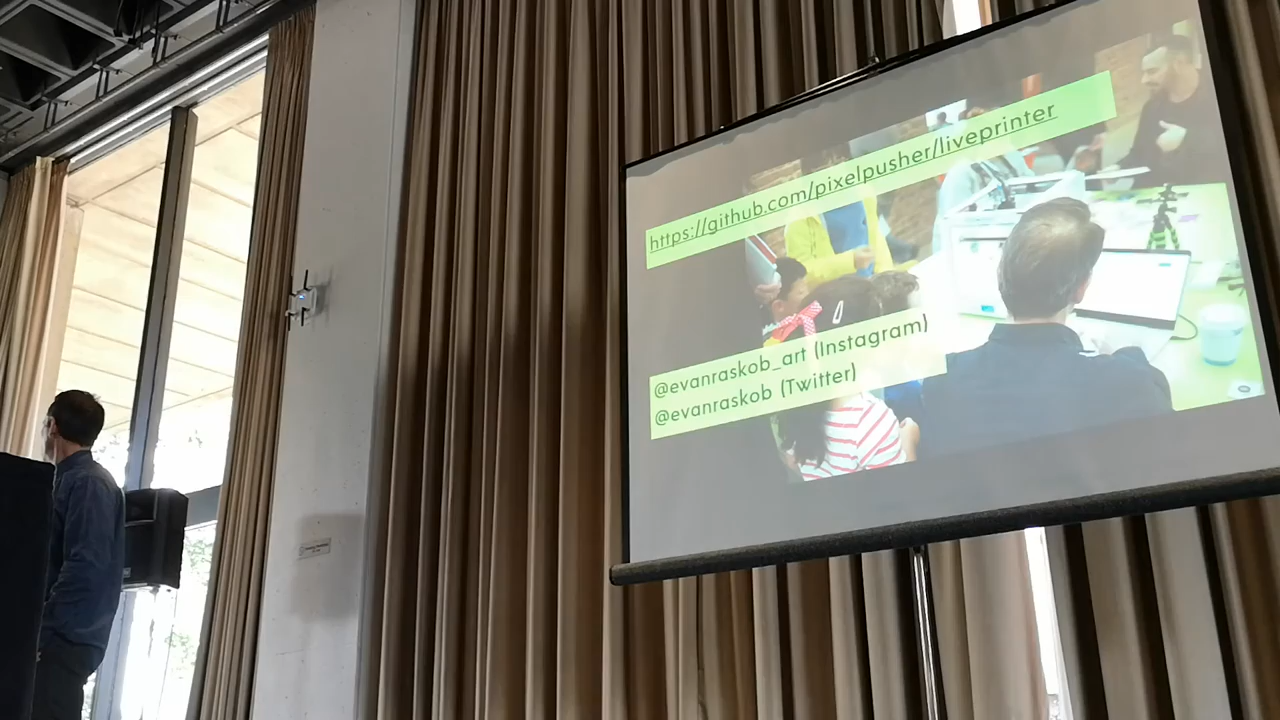 https://github.com/pixelpusher/liveprinter
@evanraskob_art (Instagram)
@evanraskob (Twitter)